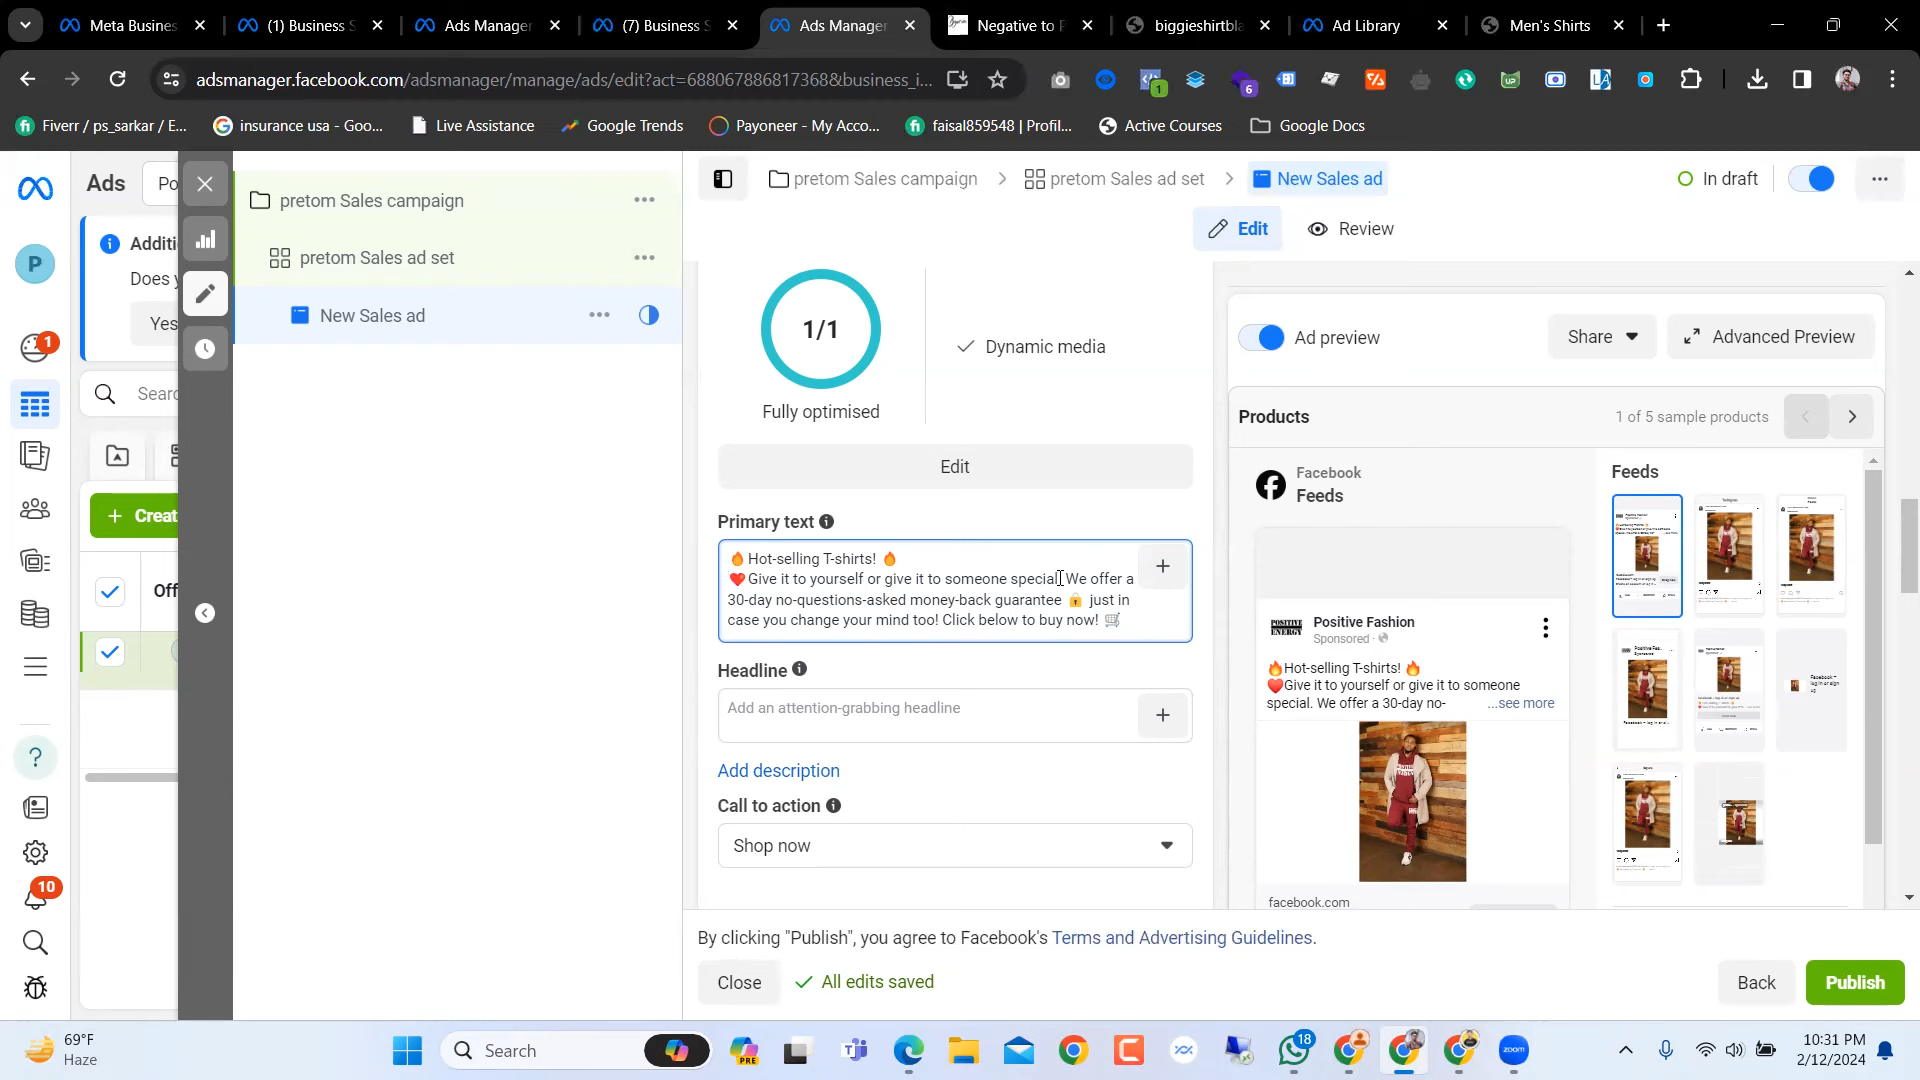 Meta Busines
(1) Business S
Ads Manager
(7) Business S
Ads Manager
Negative to P
biggieshirtbla
Ad Library
Men's Shirts
adsmanager.facebook.com/adsmanager/manage/ads/edit?act=688067886817368&business_i...
1
6
Fiverr / ps_sarkar / E...
insurance usa - Goo...
Live Assistance
Google Trends
Payoneer - My Acco...
faisal859548 | Profil...
Active Courses
Google Docs
Ads
Po
pretom Sales campaign
pretom Sales ad set
New Sales ad
In draft
Edit
Review
pretom Sales campaign
pretom Sales ad set
New Sales ad
Additi
Does y
Yes
P
1
Searc
Creat
Off
10
1/1
Fully optimised
Dynamic media
Edit
Primary text
🔥Hot-selling T-shirts! 🔥
❤️Give it to yourself or give it to someone special. We offer a
30-day no-questions-asked money-back guarantee 🔒 just in
case you change your mind too! Click below to buy now! 🛒
Headline
Add an attention-grabbing headline
Add description
Call to action
Shop now
Ad preview
Share
Advanced Preview
Products
1 of 5 sample products
Facebook
Feeds
POSITIVE
ENERGY
Positive Fashion
Sponsored ·
🔥Hot-selling T-shirts! 🔥
❤️Give it to yourself or give it to someone
special. We offer a 30-day no-
...see more
facebook.com
Feeds
By clicking "Publish", you agree to Facebook's Terms and Advertising Guidelines.
Close
All edits saved
Back
Publish
69°F
Haze
Search
PRE
18
zoom
10:31 PM
2/12/2024